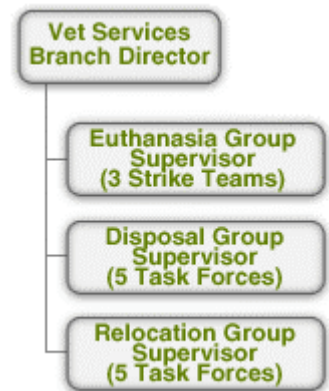 Vet Services
Branch Director
Euthanasia Group
Supervisor
(3 Strike Teams)
Disposal Group
Supervisor
(5 Task Forces)
Relocation Group
Supervisor
(5 Task Forces)